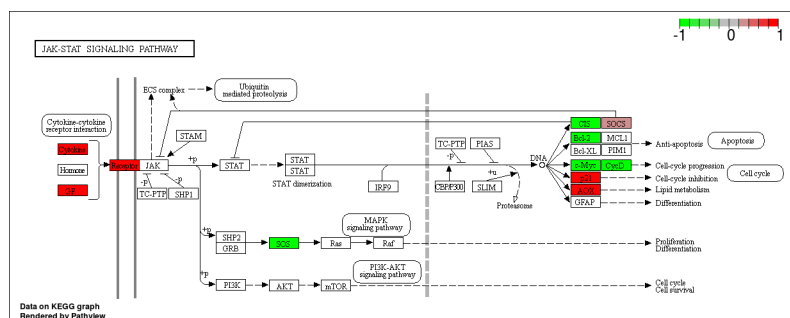 -1 0 1
JAK-STAT SIGNALING PATHWAY
ECS complex
Ubiquitin
mediated proteolysis
Cytokine-cytokine
receptor interaction
Cytokine
Hormone
GF
Receptor
JAK
STAM
+p
STAT
STAT
STAT
STAT dimerization
-p
-p
TC-PTP
SHP1
IRF9
TC-PTP
-p
CBP/P300
PIAS
+u
SLIM
Proteasome
DNA
CIS
SOCS
Bcl-2
MCL1
Bcl-XL
PIM1
c-Myc
CycD
p21
AOX
GFAP
Anti-apoptosis
Apoptosis
Cell-cycle progression
Cell cycle
Cell-cycle inhibition
Lipid metabolism
Differentiation
+p
SHP2
GRB
SOS
Ras
Raf
MAPK
signaling pathway
Proliferation
Differentiation
+p
PI3K
AKT
mTOR
PI3K-AKT
signaling pathway
Cell cycle
Cell survival
Data on KEGG graph
Rendered by Pathview